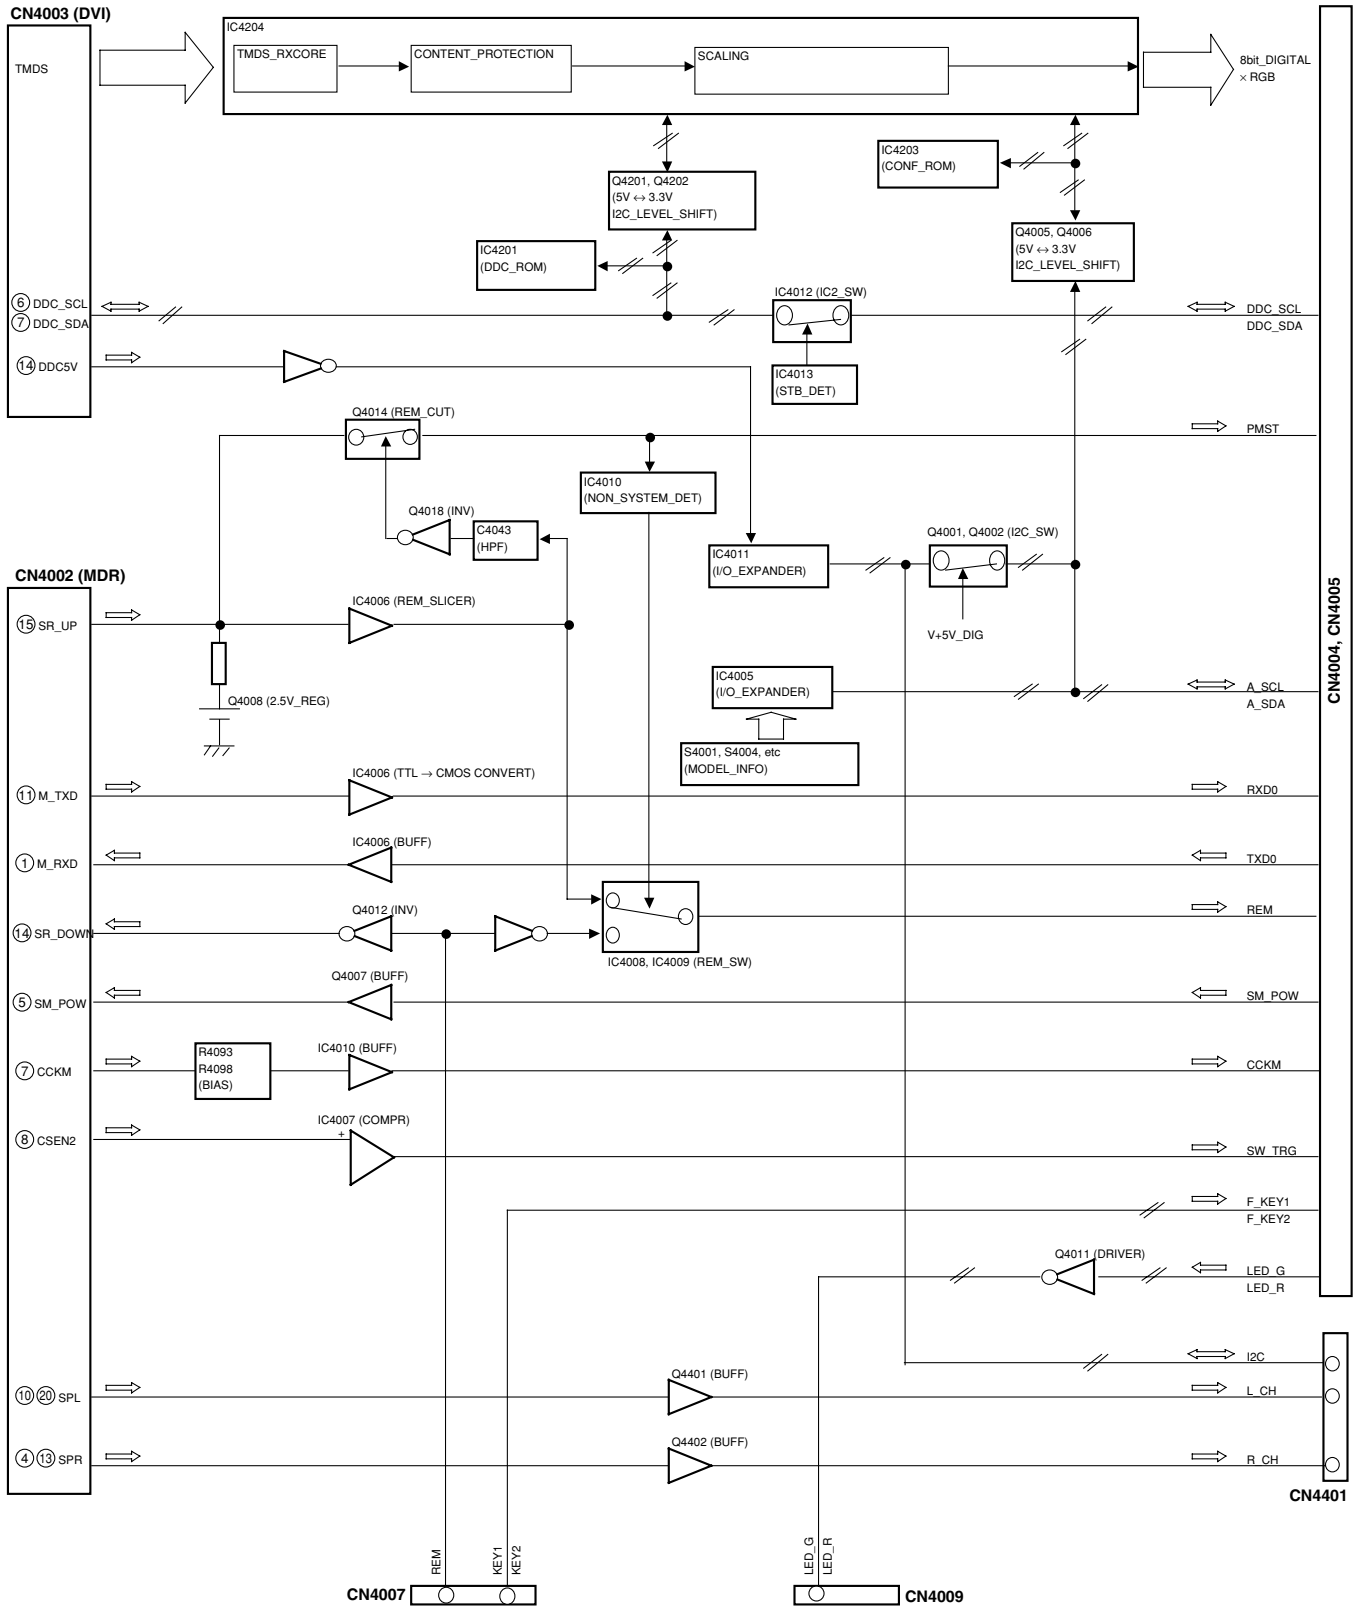 CN4003 (DVI)
TMDS
IC4204
TMDS_RXCORE
CONTENT_PROTECTION
SCALING
8bit_DIGITAL
× RGB
IC4203
(CONF_ROM)
Q4201, Q4202
(5V ↔ 3.3V
I2C_LEVEL_SHIFT)
Q4005, Q4006
(5V ↔ 3.3V
I2C_LEVEL_SHIFT)
IC4201
(DDC_ROM)
6 DDC_SCL
7 DDC_SDA
IC4012 (IC2_SW)
DDC_SCL
DDC_SDA
14 DDC5V
IC4013
(STB_DET)
Q4014 (REM_CUT)
PMST
IC4010
(NON_SYSTEM_DET)
Q4018 (INV)
C4043
(HPF)
IC4011
(I/O_EXPANDER)
Q4001, Q4002 (I2C_SW)
V+5V_DIG
CN4004, CN4005
CN4002 (MDR)
15 SR_UP
IC4006 (REM_SLICER)
Q4008 (2.5V_REG)
IC4005
(I/O_EXPANDER)
A_SCL
A_SDA
S4001, S4004, etc
(MODEL_INFO)
11 M_TXD
IC4006 (TTL → CMOS CONVERT)
RXD0
1 M_RXD
IC4006 (BUFF)
TXD0
14 SR_DOWN
Q4012 (INV)
REM
IC4008, IC4009 (REM_SW)
5 SM_POW
Q4007 (BUFF)
SM_POW
7 CCKM
R4093
R4098
(BIAS)
IC4010 (BUFF)
CCKM
8 CSEN2
IC4007 (COMPR)
+
SW_TRG
F_KEY1
F_KEY2
Q4011 (DRIVER)
LED_G
LED_R
I2C
10 20 SPL
Q4401 (BUFF)
L_CH
4 13 SPR
Q4402 (BUFF)
R_CH
CN4401
REM
KEY1
KEY2
LED_G
LED_R
CN4007
CN4009